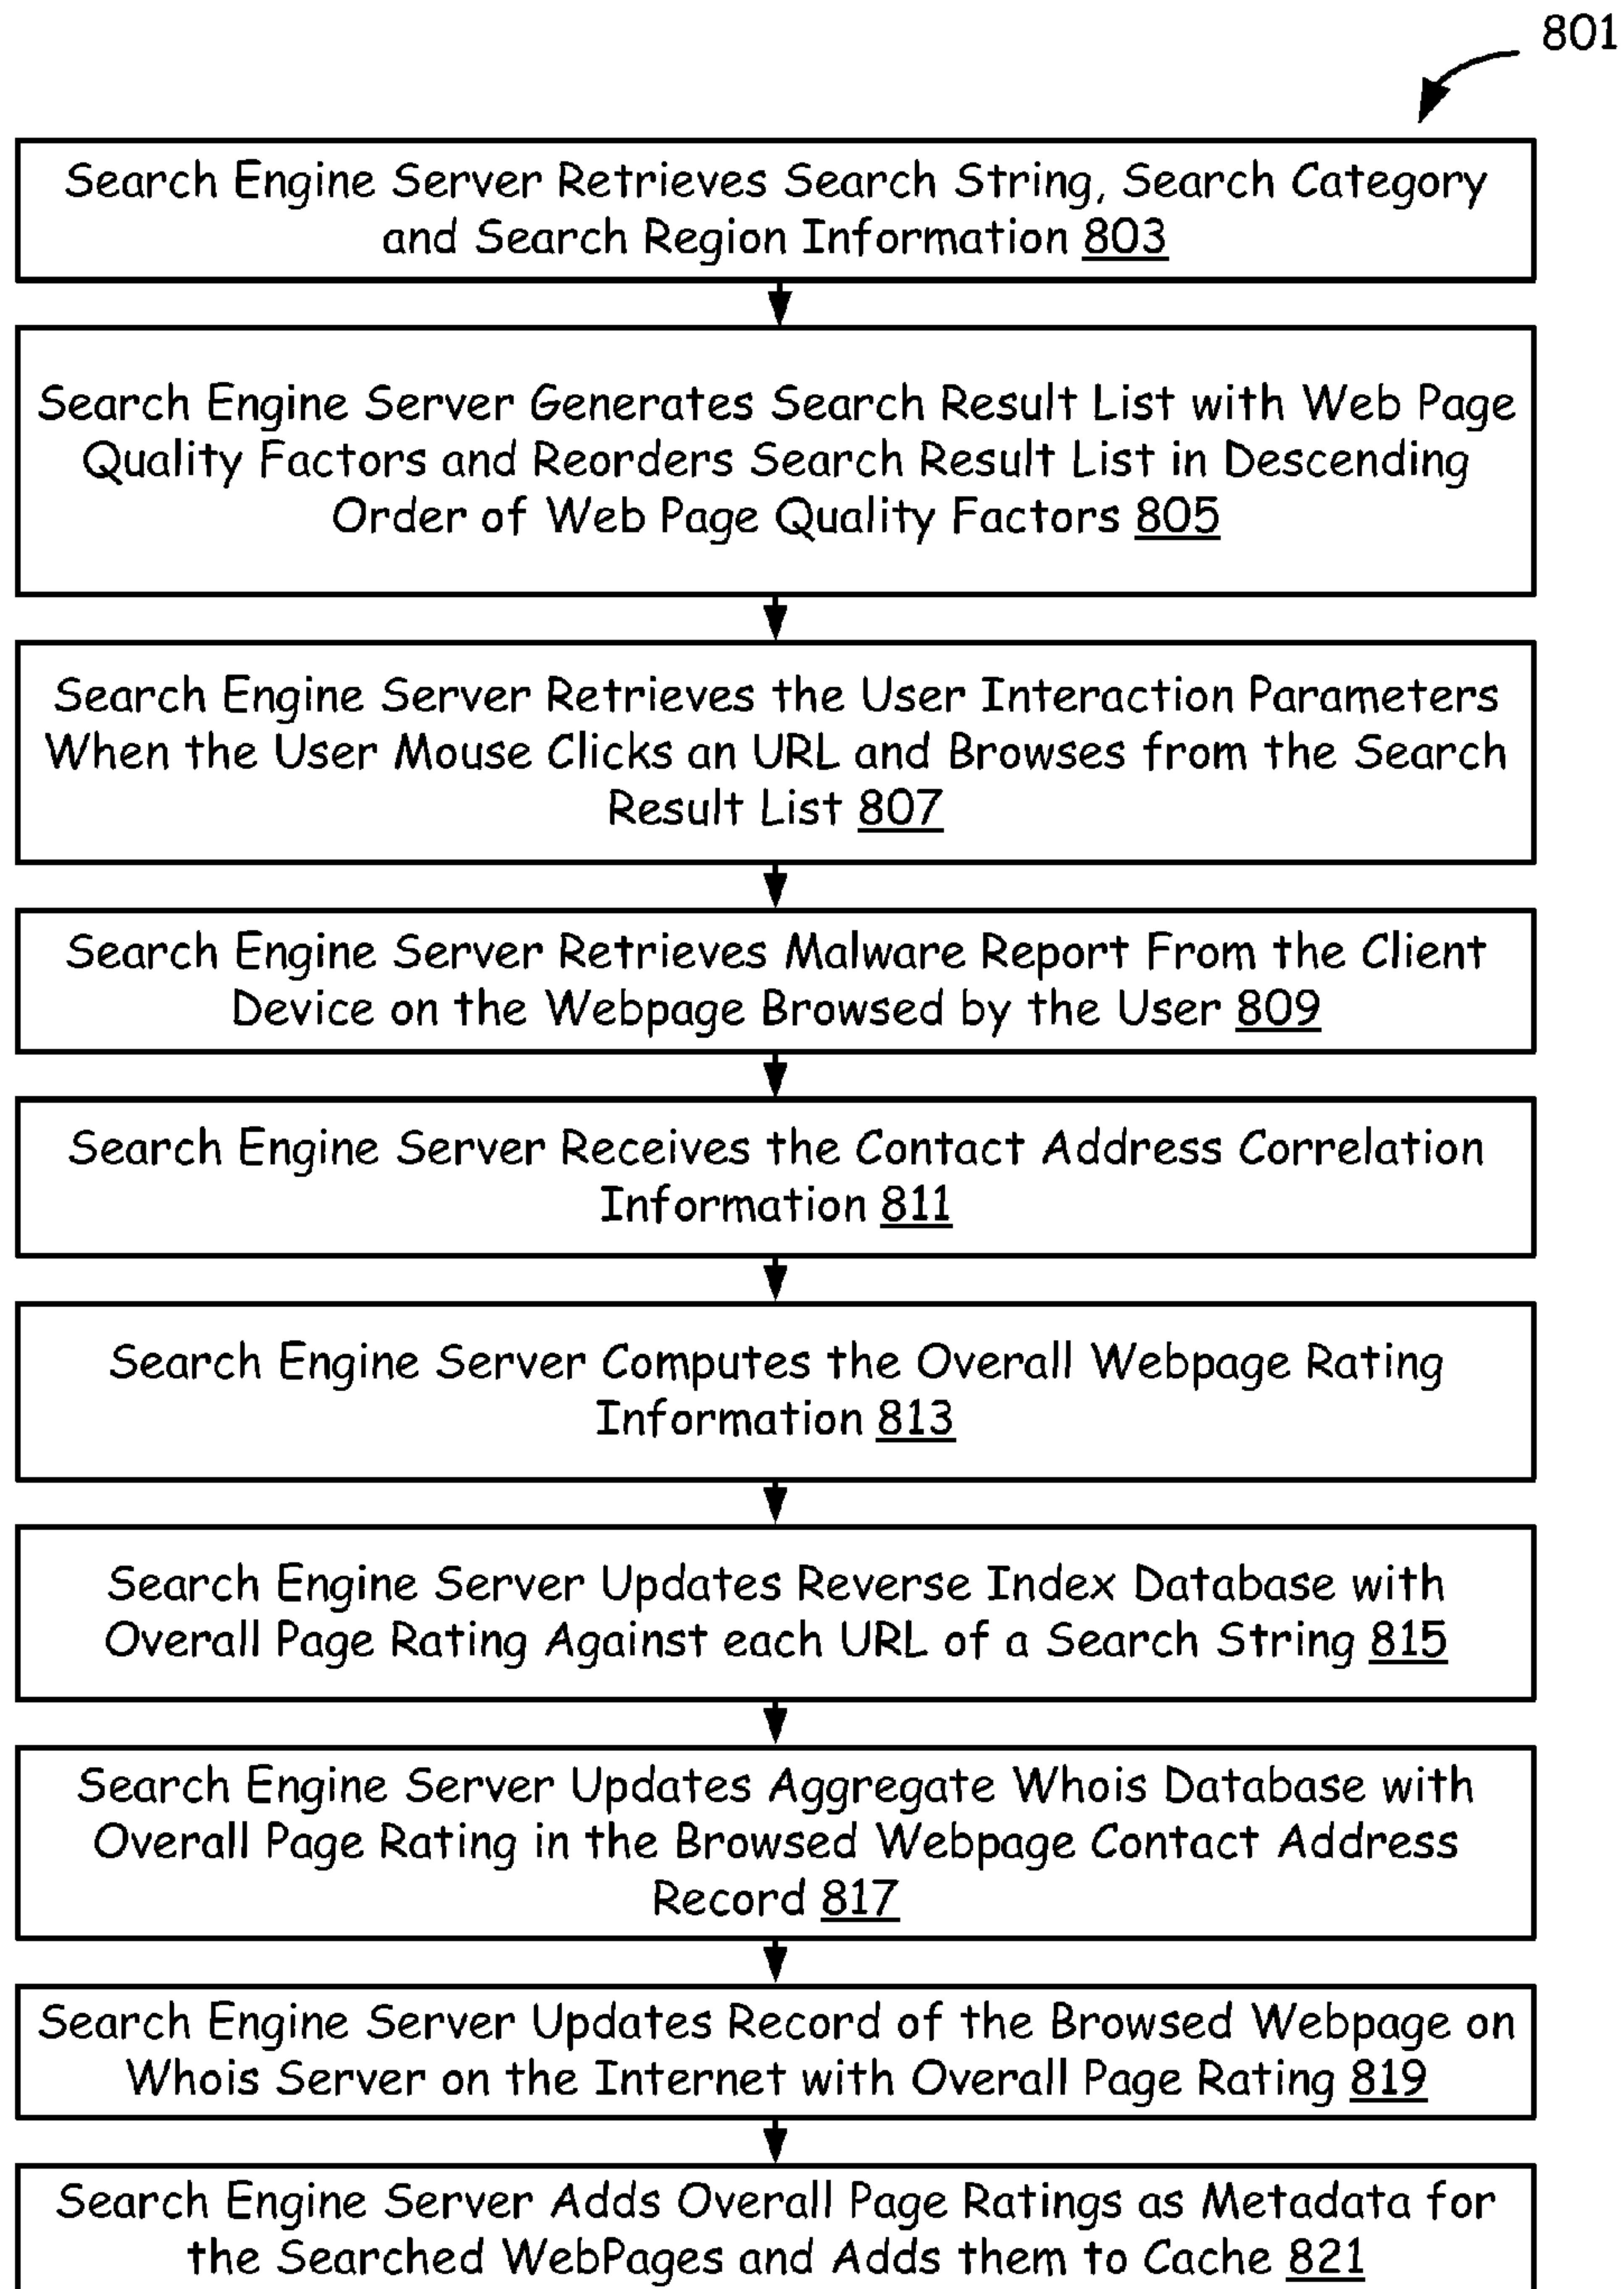 801
Search Engine Server Retrieves Search String, Search Category
and Search Region Information 803
Search Engine Server Generates Search Result List with Web Page
Quality Factors and Reorders Search Result List in Descending
Order of Web Page Quality Factors 805
Search Engine Server Retrieves the User Interaction Parameters
When the User Mouse Clicks an URL and Browses from the Search
Result List 807
Search Engine Server Retrieves Malware Report From the Client
Device on the Webpage Browsed by the User 809
Search Engine Server Receives the Contact Address Correlation
Information 811
Search Engine Server Computes the Overall Webpage Rating
Information 813
Search Engine Server Updates Reverse Index Database with
Overall Page Rating Against each URL of a Search String 815
Search Engine Server Updates Aggregate Whois Database with
Overall Page Rating in the Browsed Webpage Contact Address
Record 817
Search Engine Server Updates Record of the Browsed Webpage on
Whois Server on the Internet with Overall Page Rating 819
Search Engine Server Adds Overall Page Ratings as Metadata for
the Searched WebPages and Adds them to Cache 821